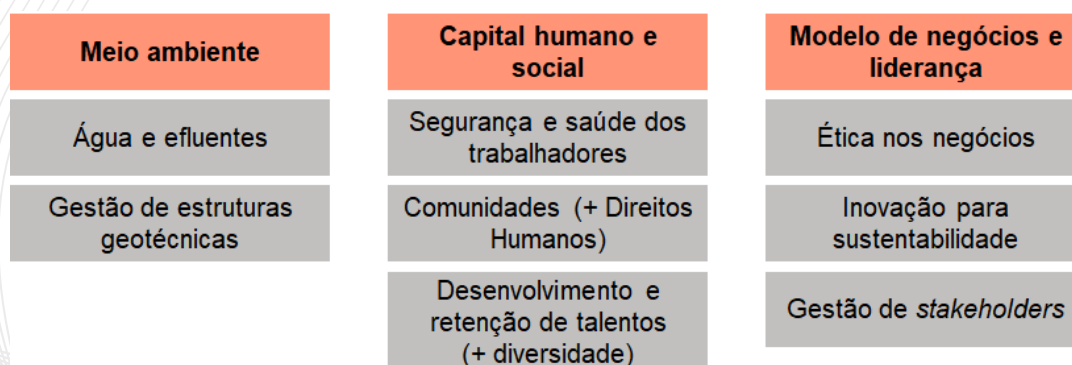 Meio ambiente
Água e efluentes
Gestão de estruturas
geotécnicas
Capital humano e
social
Segurança e saúde dos
trabalhadores
Comunidades (+ Direitos
Humanos)
Desenvolvimento e
retenção de talentos
(+ diversidade)
Modelo de negócios e
liderança
Ética nos negócios
Inovação para
sustentabilidade
Gestão de stakeholders